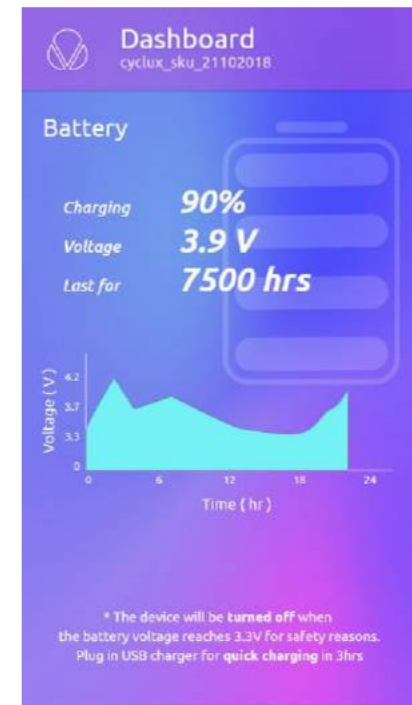 Dashboard
cyclux_sku_21102018
Battery
Charging 90%
Voltage 3.9 V
Last for 7500 hrs
Voltage ( V )
4.2
3.7
3.3
0
0 6 12 18 24
Time ( hr )
* The device will be turned off when
the battery voltage reaches 3.3V for safety reasons.
Plug in USB charger for quick charging in 3hrs